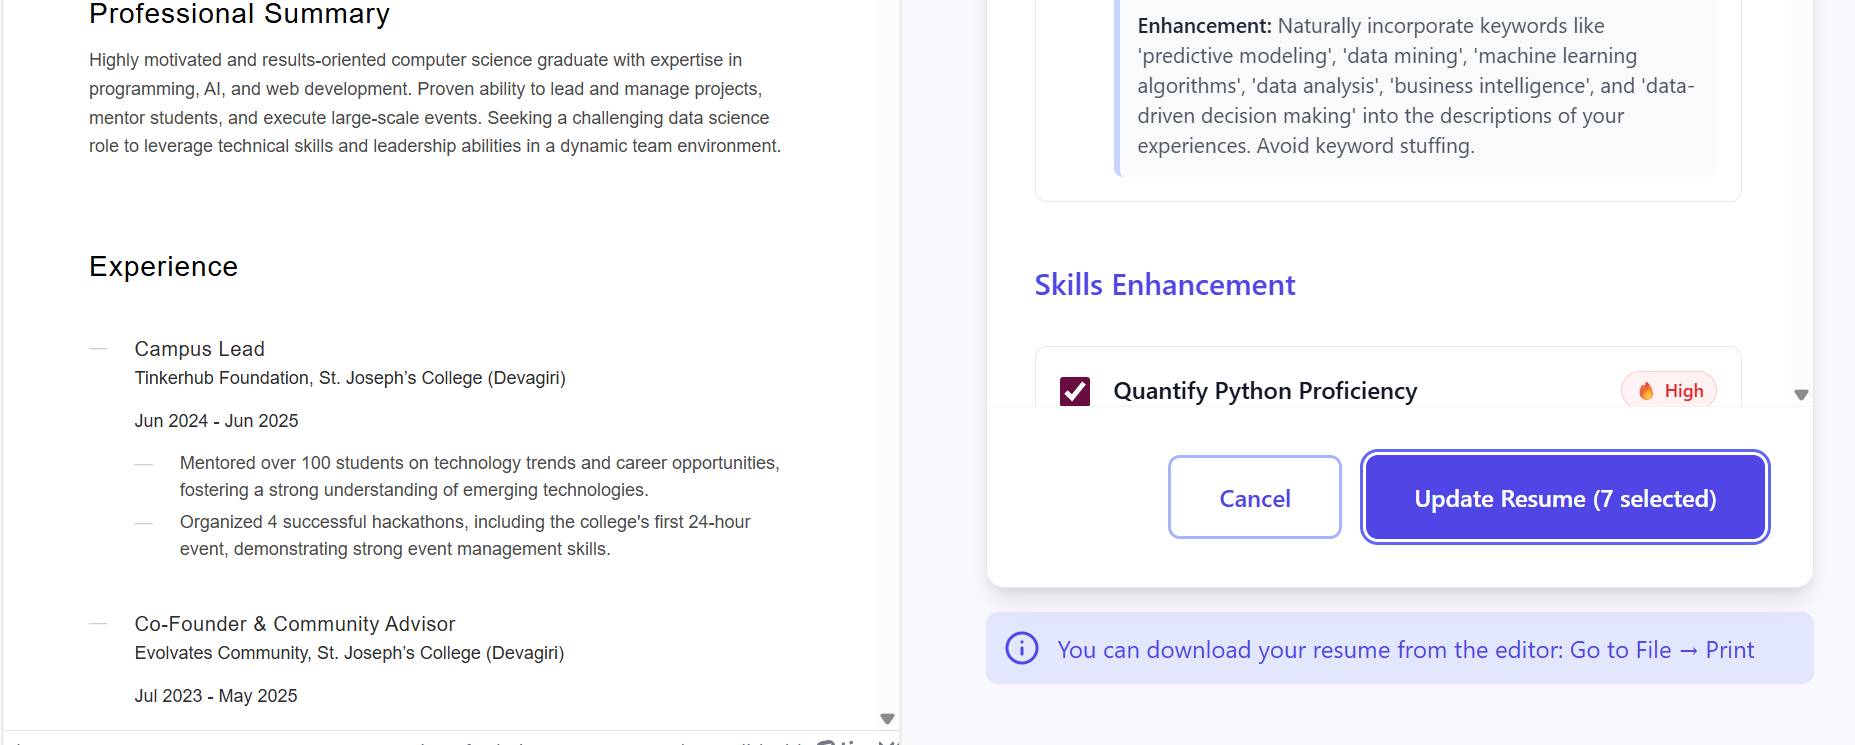 Professional Summary
Highly motivated and results-oriented computer science graduate with expertise in
programming, AI, and web development. Proven ability to lead and manage projects,
mentor students, and execute large-scale events. Seeking a challenging data science
role to leverage technical skills and leadership abilities in a dynamic team environment.
Experience
Campus Lead
Tinkerhub Foundation, St. Joseph’s College (Devagiri)
Jun 2024 - Jun 2025
Mentored over 100 students on technology trends and career opportunities,
fostering a strong understanding of emerging technologies.
Organized 4 successful hackathons, including the college's first 24-hour
event, demonstrating strong event management skills.
Co-Founder & Community Advisor
Evolvates Community, St. Joseph’s College (Devagiri)
Jul 2023 - May 2025
Enhancement: Naturally incorporate keywords like
'predictive modeling', 'data mining', 'machine learning
algorithms', 'data analysis', 'business intelligence', and 'data-
driven decision making' into the descriptions of your
experiences. Avoid keyword stuffing.
Skills Enhancement
Quantify Python Proficiency
High
Cancel
Update Resume (7 selected)
You can download your resume from the editor: Go to File → Print